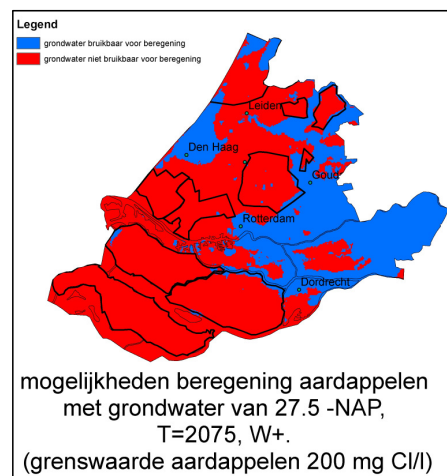 Legend
grondwater bruikbaar voor beregening
grondwater niet bruikbaar voor beregening
Leiden
Den Haag
Goud
Rotterdam
Dordrecht
mogelijkheden beregening aardappelen
met grondwater van 27.5 -NAP,
T=2075, W+.
(grenswaarde aardappelen 200 mg Cl/l)